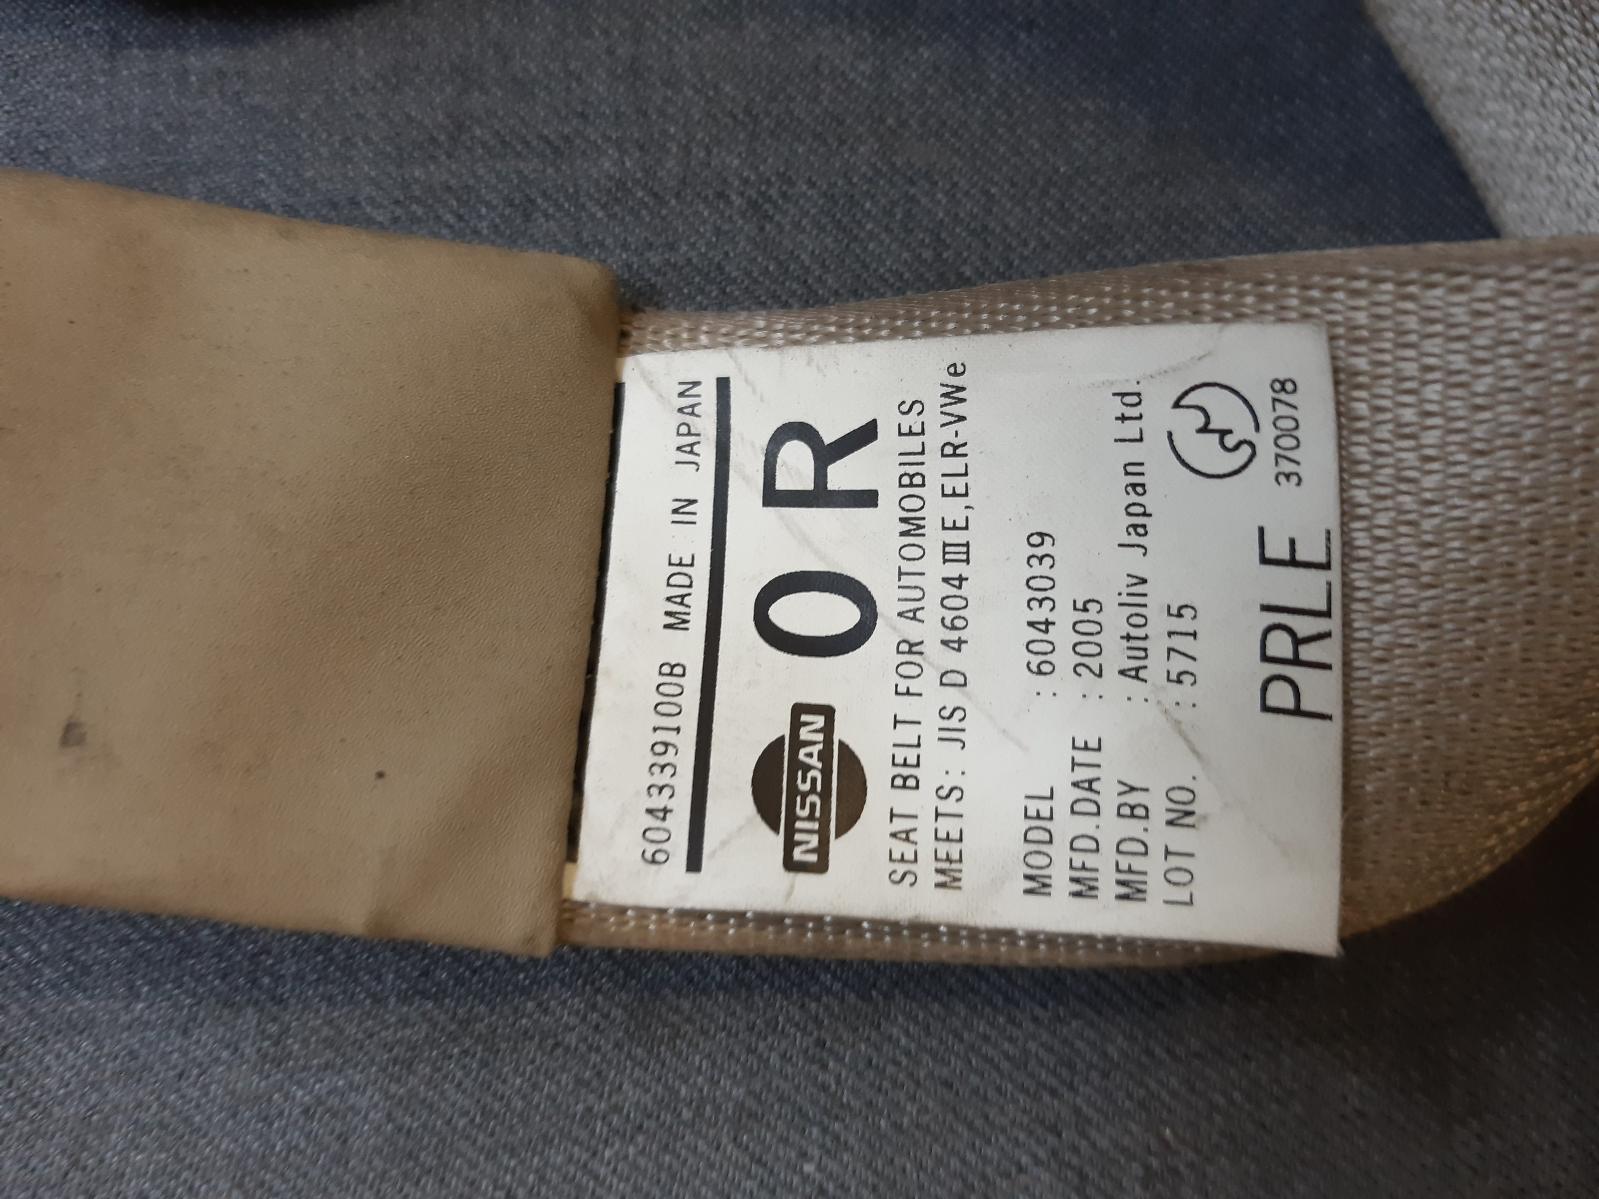 604339100B MADE IN JAPAN
NISSAN 0 R
SEAT BELT FOR AUTOMOBILES
MEETS: JIS D 4604 Ⅲ E,ELR-VWe
MODEL : 6043039
MFD.DATE : 2005
MFD.BY : Autoliv Japan Ltd.
LOT NO. : 5715
PRLE 370078